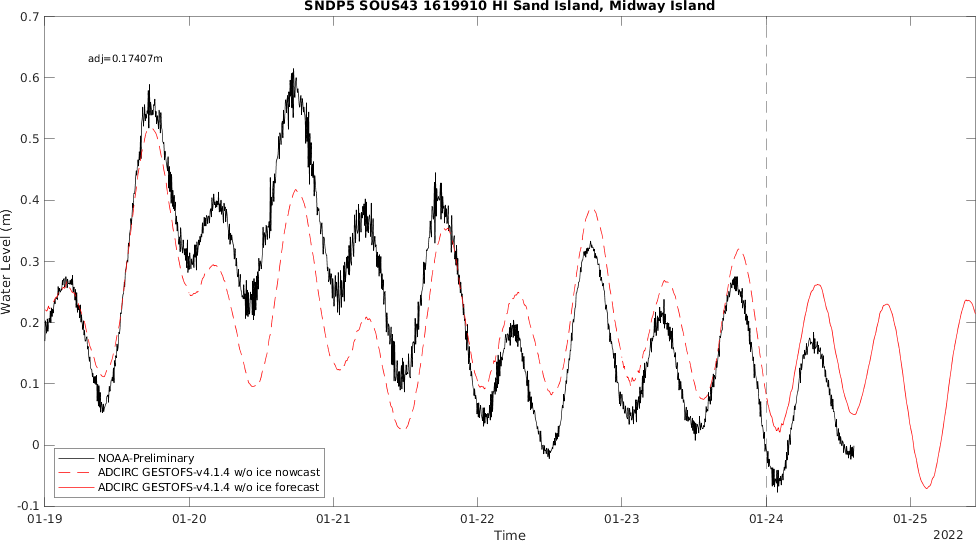 SNDP5 SOUS43 1619910 HI Sand Island, Midway Island
adj=0.17407m
0.7
0.6
0.5
0.4
0.3
0.2
0.1
0
-0.1
Water Level (m)
NOAA-Preliminary
ADCIRC GESTOFS-v4.1.4 w/o ice nowcast
ADCIRC GESTOFS-v4.1.4 w/o ice forecast
01-19 01-20 01-21 01-22 01-23 01-24 01-25
Time
2022